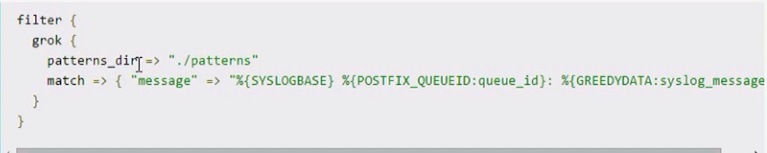 filter {
grok {
patterns_dir => "./patterns"
match => { "message" => "%{SYSLOGBASE} %{POSTFIX_QUEUEID:queue_id}: %{GREEDYDATA:syslog_message
}
}